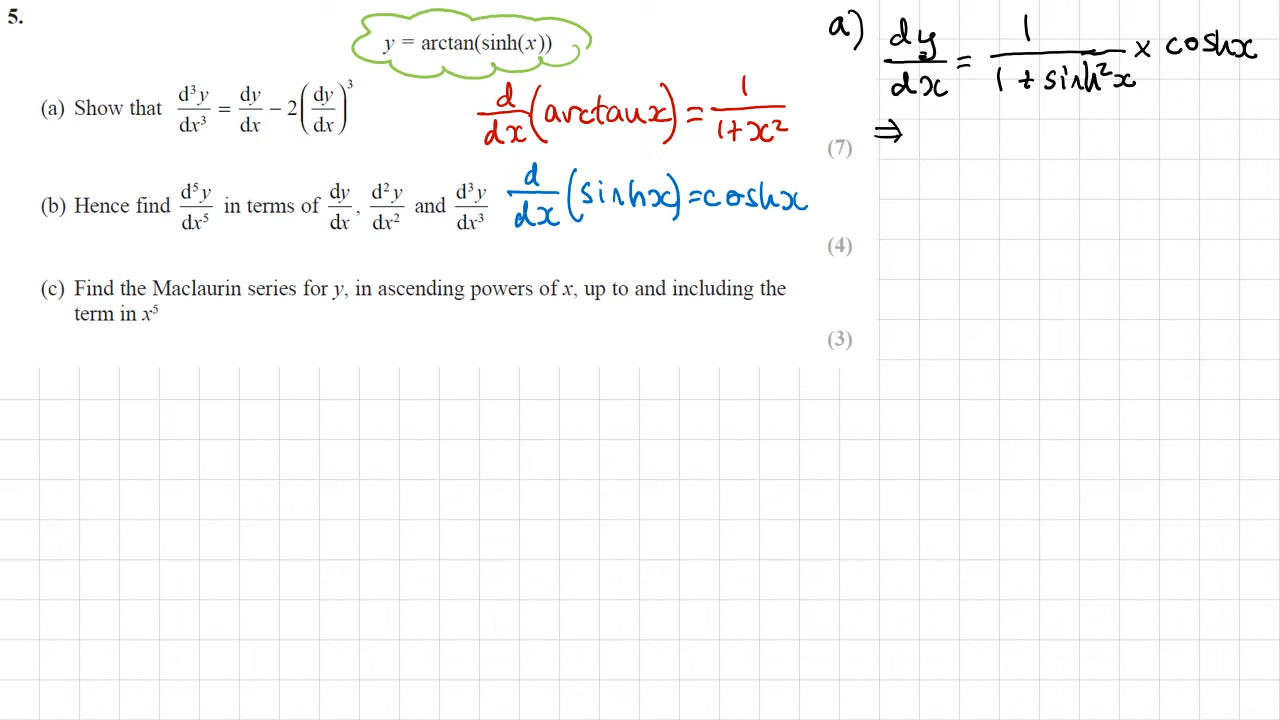 5.
y = arctan(sinh(x))
(a) Show that d³y/dx³ = dy/dx − 2(dy/dx)³
d/dx(arctan x) = 1/(1+x²)
(7)
(b) Hence find d⁵y/dx⁵ in terms of dy/dx, d²y/dx² and d³y/dx³
d/dx(sinhx) = coshx
(4)
(c) Find the Maclaurin series for y, in ascending powers of x, up to and including the
term in x⁵
(3)
a) dy/dx = 1/(1 + sinh²x) × coshx
⇒